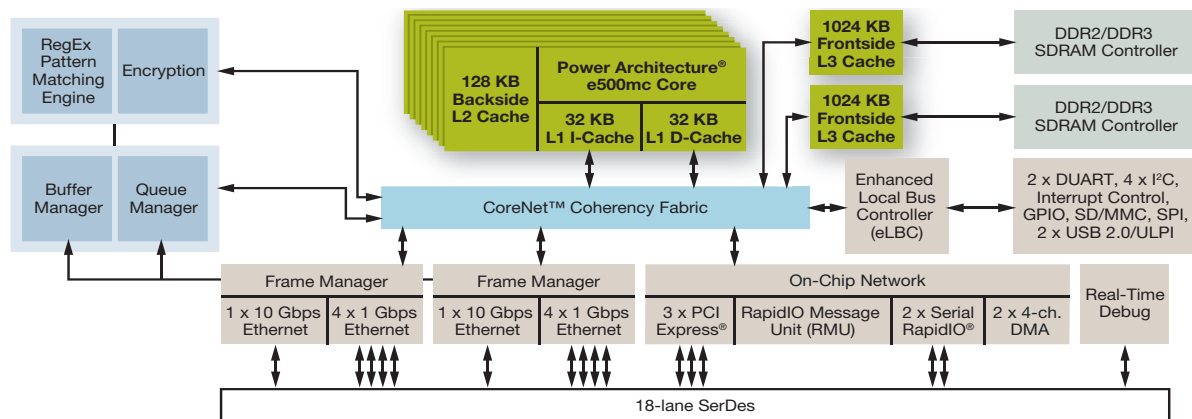 RegEx
Pattern
Matching
Engine
Encryption
Buffer
Manager
Queue
Manager
128 KB
Backside
L2 Cache
Power Architecture®
e500mc Core
32 KB
L1 I-Cache
32 KB
L1 D-Cache
1024 KB
Frontside
L3 Cache
DDR2/DDR3
SDRAM Controller
1024 KB
Frontside
L3 Cache
DDR2/DDR3
SDRAM Controller
CoreNet™ Coherency Fabric
Enhanced
Local Bus
Controller
(eLBC)
2 x DUART, 4 x I²C,
Interrupt Control,
GPIO, SD/MMC, SPI,
2 x USB 2.0/ULPI
Frame Manager
1 x 10 Gbps
Ethernet
4 x 1 Gbps
Ethernet
Frame Manager
1 x 10 Gbps
Ethernet
4 x 1 Gbps
Ethernet
On-Chip Network
3 x PCI
Express®
RapidIO Message
Unit (RMU)
2 x Serial
RapidIO®
2 x 4-ch.
DMA
Real-Time
Debug
18-lane SerDes